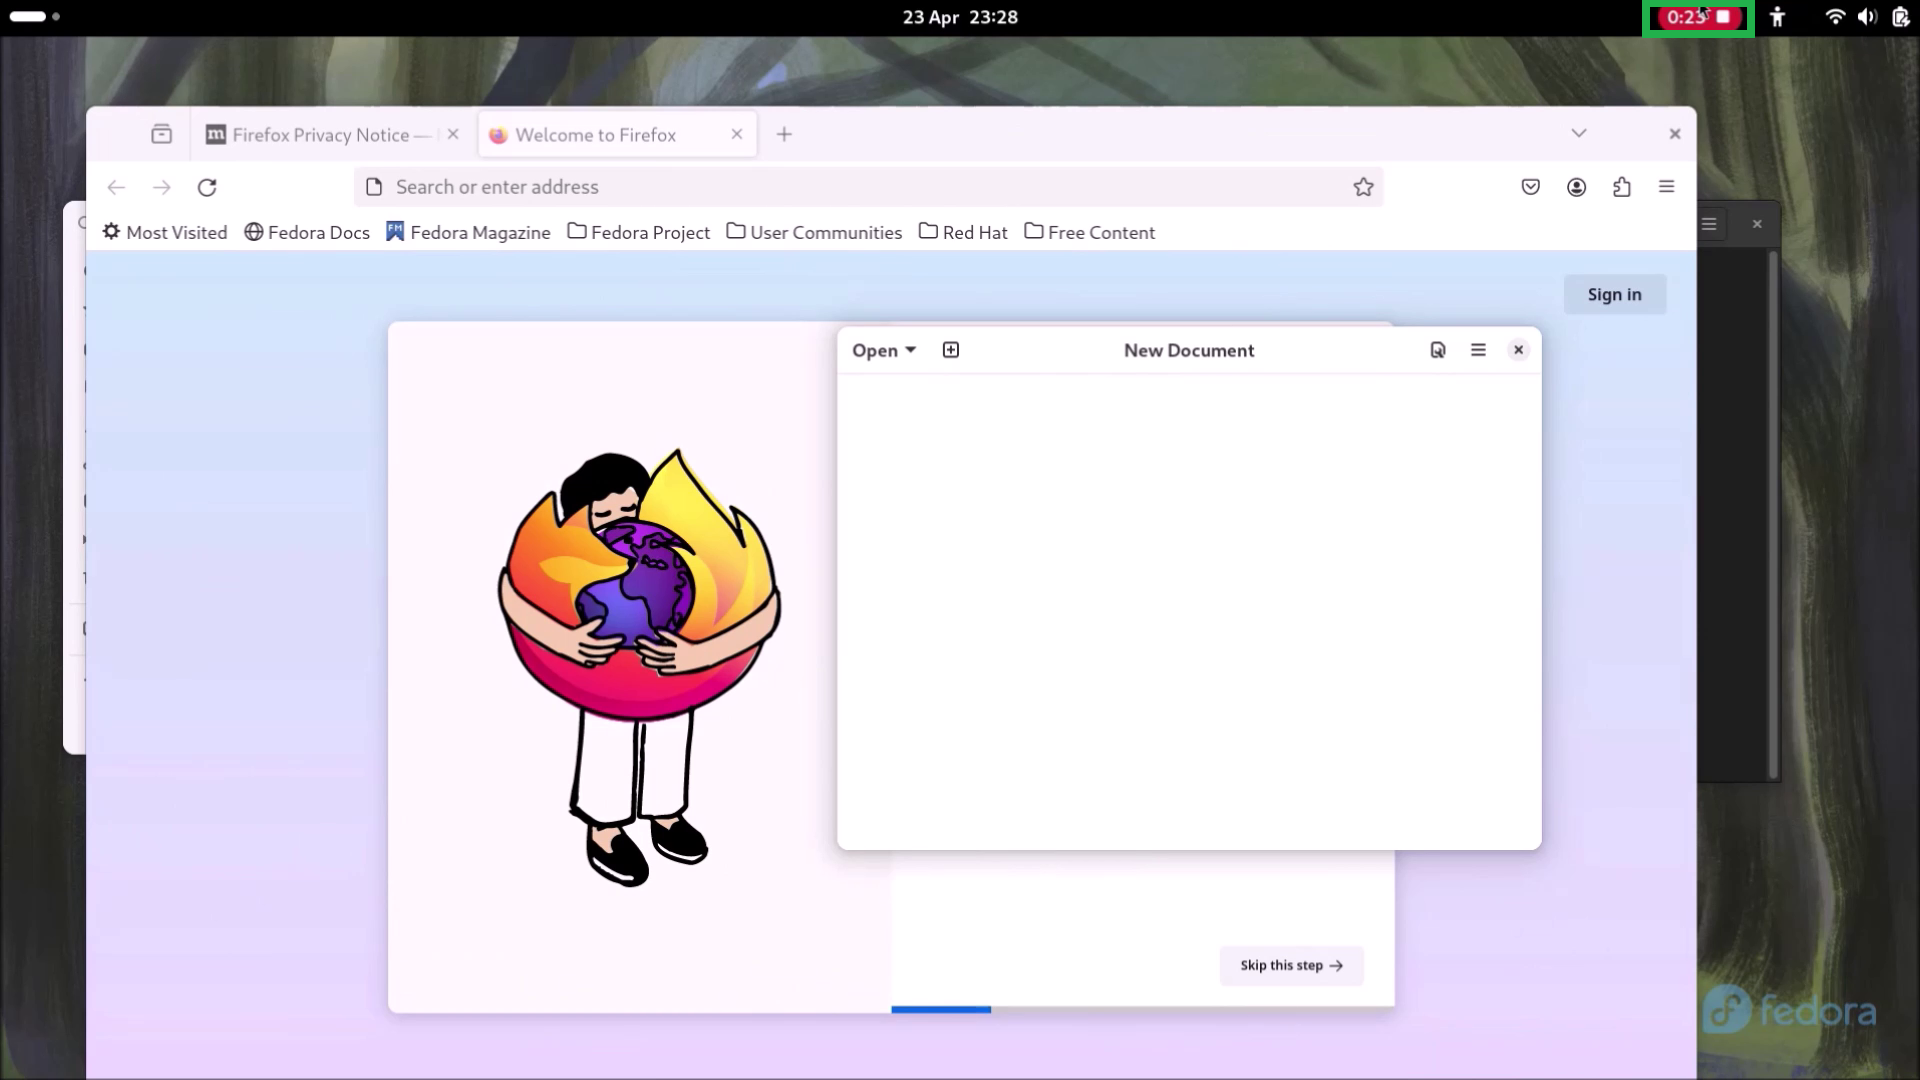 23 Apr 23:28
0:23
Firefox Privacy Notice —
Welcome to Firefox
Search or enter address
Most Visited
Fedora Docs
Fedora Magazine
Fedora Project
User Communities
Red Hat
Free Content
Sign in
Open
New Document
Skip this step →
fedora